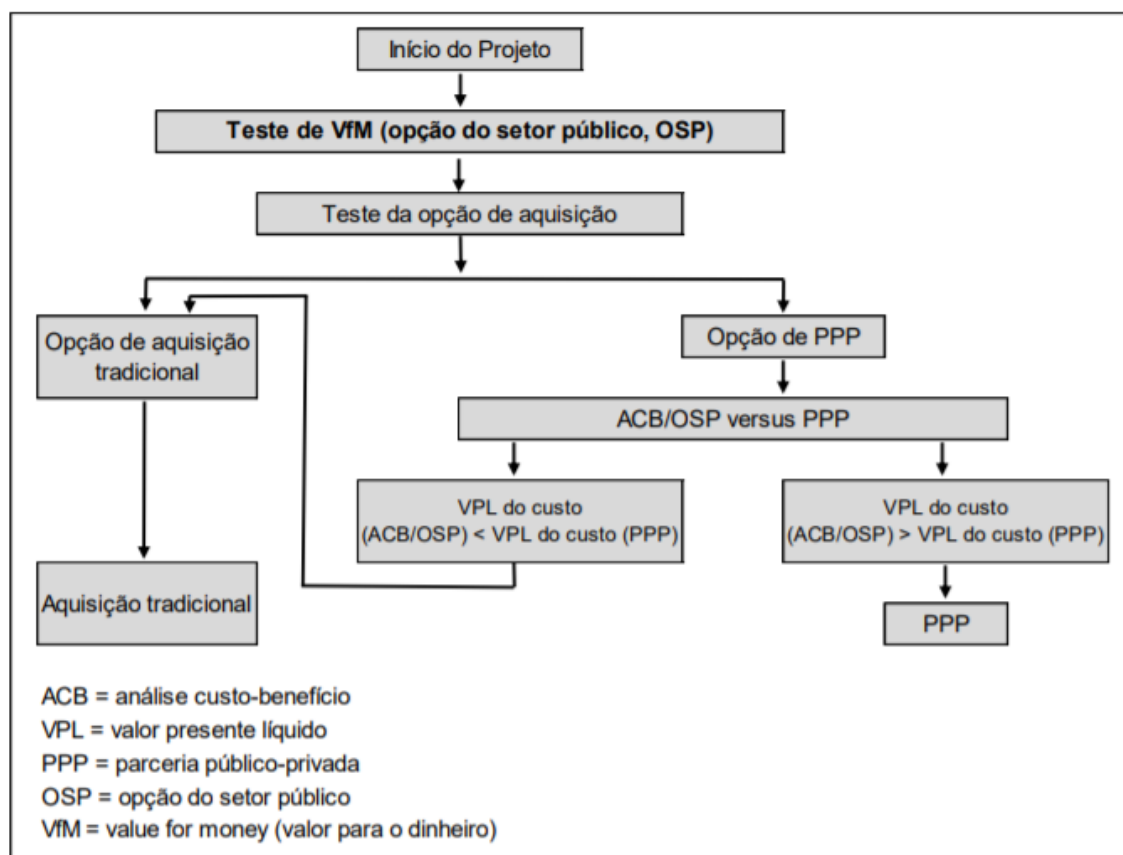 Início do Projeto
Teste de VfM (opção do setor público, OSP)
Teste da opção de aquisição
Opção de aquisição
tradicional
Opção de PPP
ACB/OSP versus PPP
VPL do custo
(ACB/OSP) < VPL do custo (PPP)
VPL do custo
(ACB/OSP) > VPL do custo (PPP)
Aquisição tradicional
PPP
ACB = análise custo-benefício
VPL = valor presente líquido
PPP = parceria público-privada
OSP = opção do setor público
VfM = value for money (valor para o dinheiro)